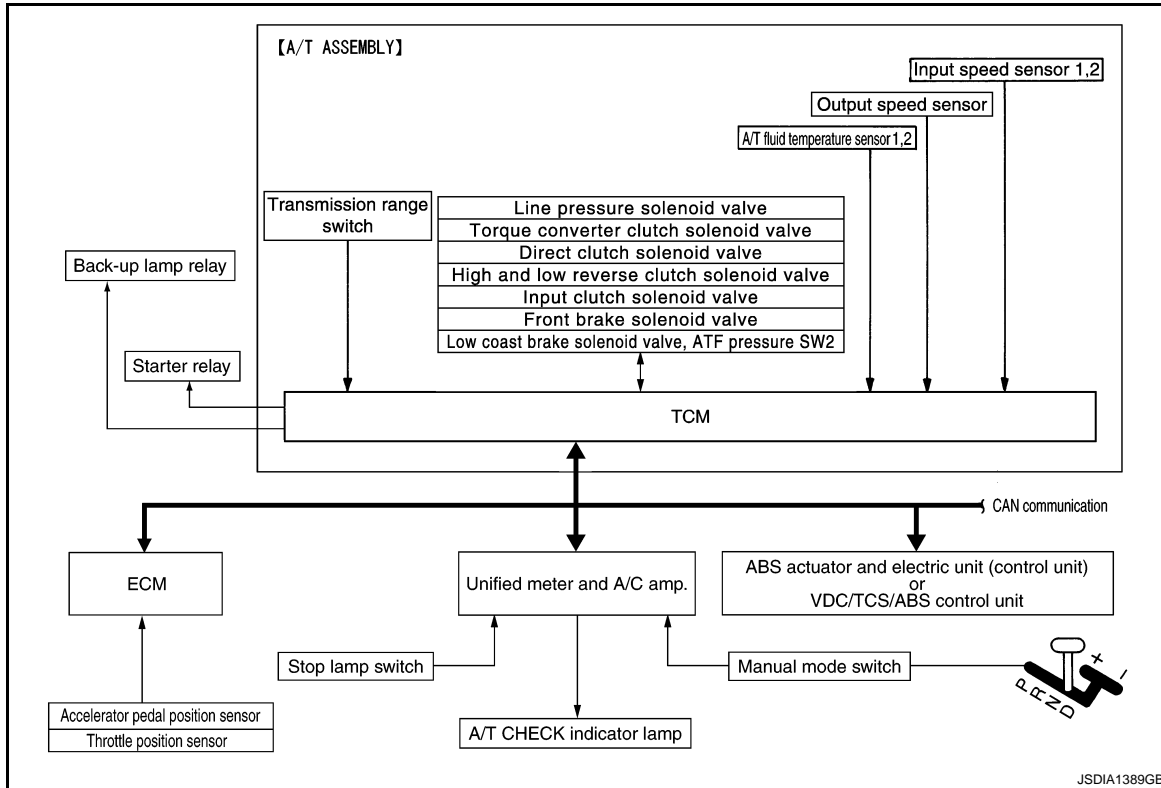 【A/T ASSEMBLY】
Input speed sensor 1,2
Output speed sensor
A/T fluid temperature sensor 1,2
Transmission range
switch
Line pressure solenoid valve
Torque converter clutch solenoid valve
Direct clutch solenoid valve
High and low reverse clutch solenoid valve
Input clutch solenoid valve
Front brake solenoid valve
Low coast brake solenoid valve, ATF pressure SW2
Back-up lamp relay
Starter relay
TCM
CAN communication
ECM
Unified meter and A/C amp.
ABS actuator and electric unit (control unit)
or
VDC/TCS/ABS control unit
Stop lamp switch
Manual mode switch
P R N D
+ −
Accelerator pedal position sensor
Throttle position sensor
A/T CHECK indicator lamp
JSDIA1389GB